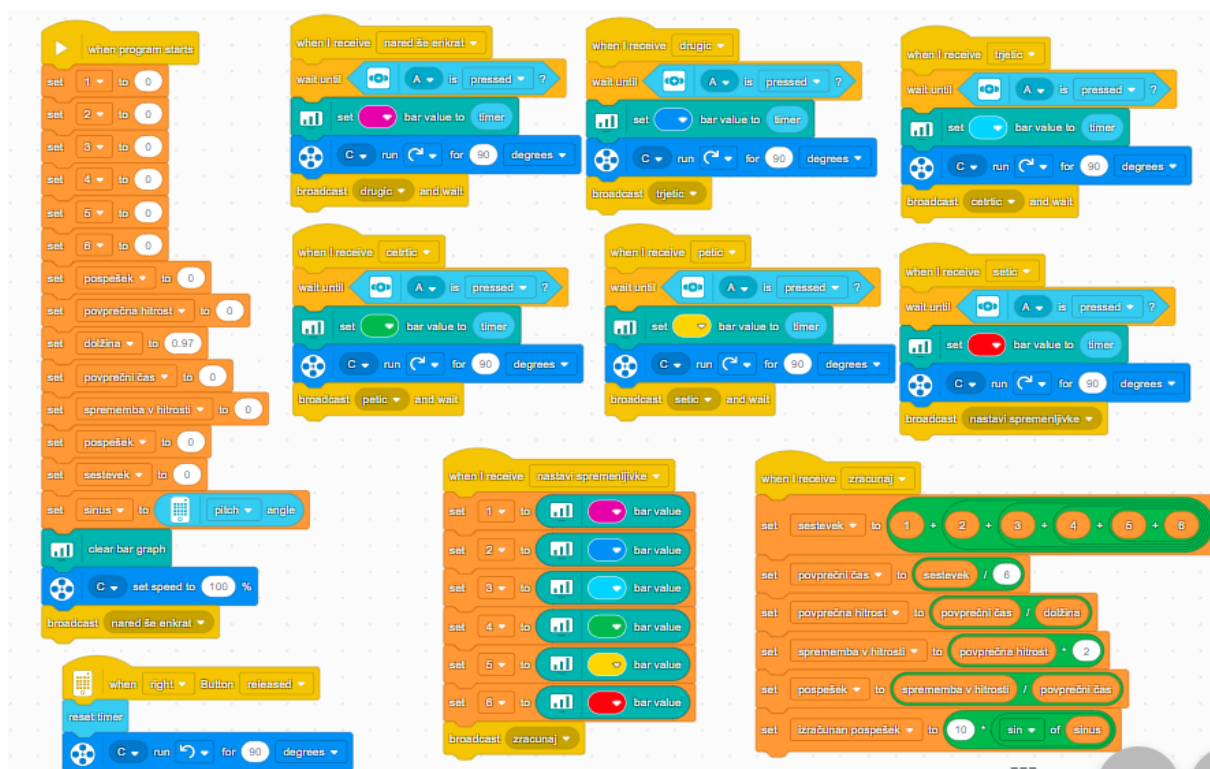 when program starts
set 1 to 0
set 2 to 0
set 3 to 0
set 4 to 0
set 5 to 0
set 6 to 0
set pospešek to 0
set povprečna hitrost to 0
set dolžina to 0.97
set povprečni čas to 0
set sprememba v hitrosti to 0
set pospešek to 0
set sestevek to 0
set sinus to pitch angle
clear bar graph
C set speed to 100 %
broadcast nared še enkrat
when right Button released
reset timer
C run for 90 degrees
when I receive nared še enkrat
wait until A is pressed ?
set bar value to timer
C run for 90 degrees
broadcast drugic and wait
when I receive drugic
wait until A is pressed ?
set bar value to timer
C run for 90 degrees
broadcast trjetic
when I receive trjetic
wait until A is pressed ?
set bar value to timer
C run for 90 degrees
broadcast cetrtic and wait
when I receive cetrtic
wait until A is pressed ?
set bar value to timer
C run for 90 degrees
broadcast petic and wait
when I receive petic
wait until A is pressed ?
set bar value to timer
C run for 90 degrees
broadcast setic and wait
when I receive setic
wait until A is pressed ?
set bar value to timer
C run for 90 degrees
broadcast nastavi spremenljivke
when I receive nastavi spremenljivke
set 1 to bar value
set 2 to bar value
set 3 to bar value
set 4 to bar value
set 5 to bar value
set 6 to bar value
broadcast zracunaj
when I receive zracunaj
set sestevek to 1 + 2 + 3 + 4 + 5 + 6
set povprečni čas to sestevek / 6
set povprečna hitrost to povprečni čas / dolžina
set sprememba v hitrosti to povprečna hitrost * 2
set pospešek to sprememba v hitrosti / povprečni čas
set izračunan pospešek to 10 * sin of sinus